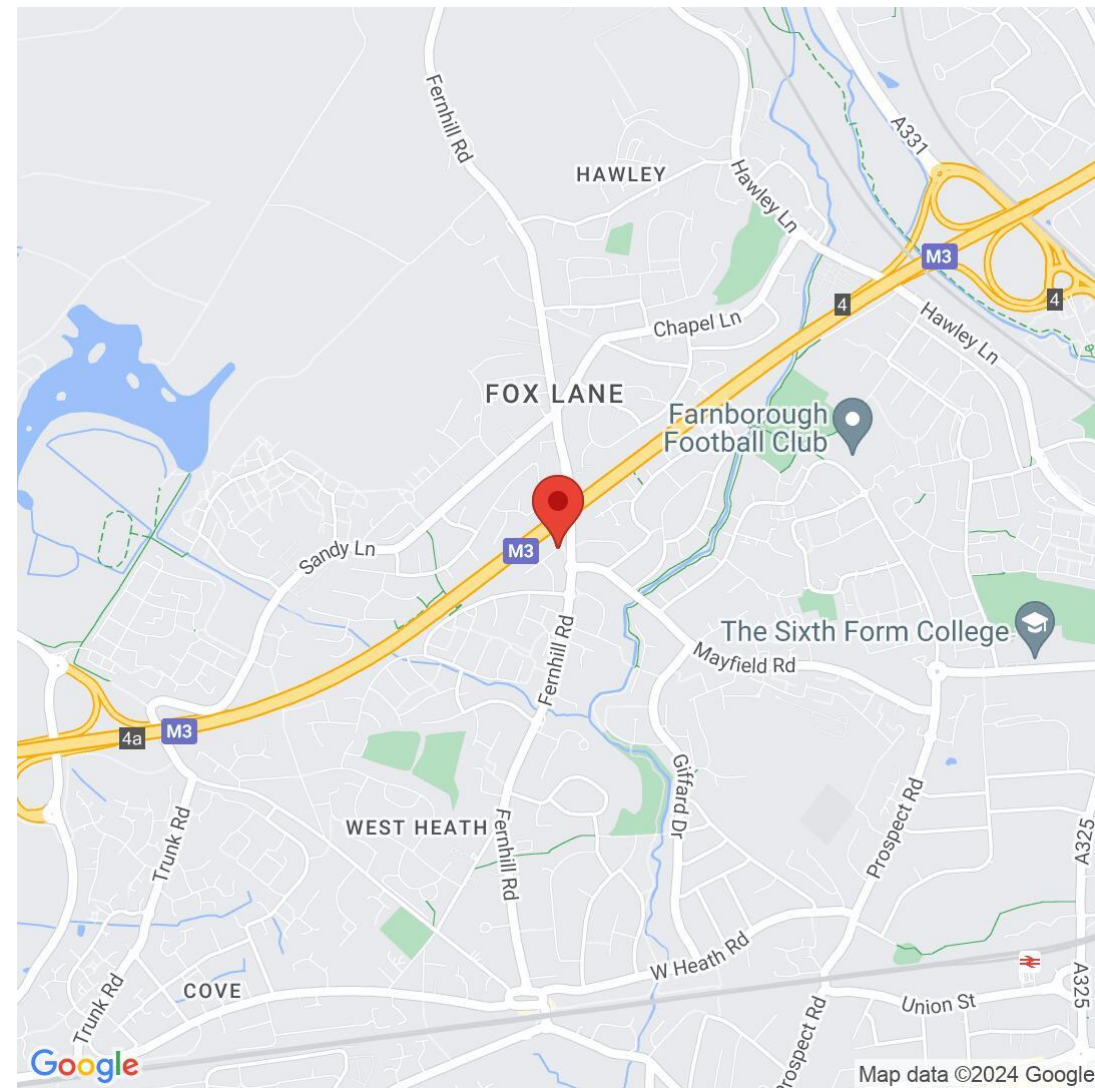 Fernhill Rd
A331
HAWLEY
Hawley Ln
M3
4
4
Chapel Ln
Hawley Ln
FOX LANE
Farnborough
Football Club
Sandy Ln
M3
The Sixth Form College
Mayfield Rd
Fernhill Rd
4a
M3
Giffard Dr
Prospect Rd
Trunk Rd
WEST HEATH
Fernhill Rd
A325
W Heath Rd
COVE
Trunk Rd
Union St
A325
Prospect Rd
Google
Map data ©2024 Google